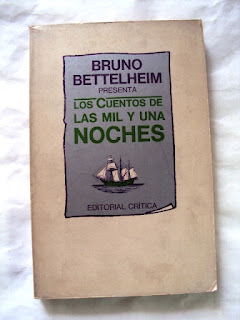 BRUNO
BETTELHEIM
PRESENTA
LOS CUENTOS DE
LAS MIL Y UNA
NOCHES
EDITORIAL CRÍTICA